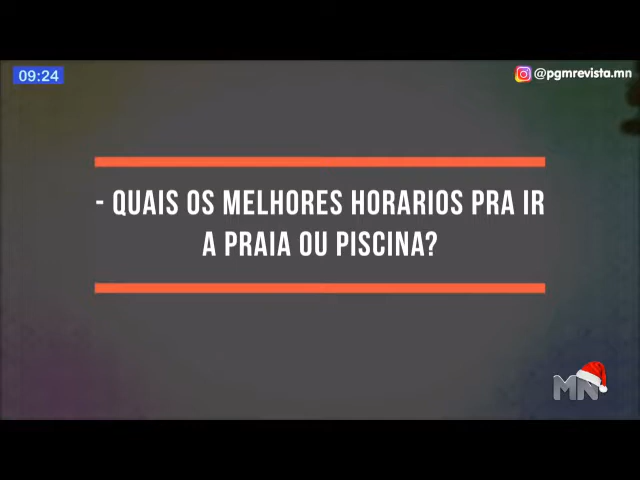 09:24
@pgmrevista.mn
- QUAIS OS MELHORES HORARIOS PRA IR
A PRAIA OU PISCINA?
MN